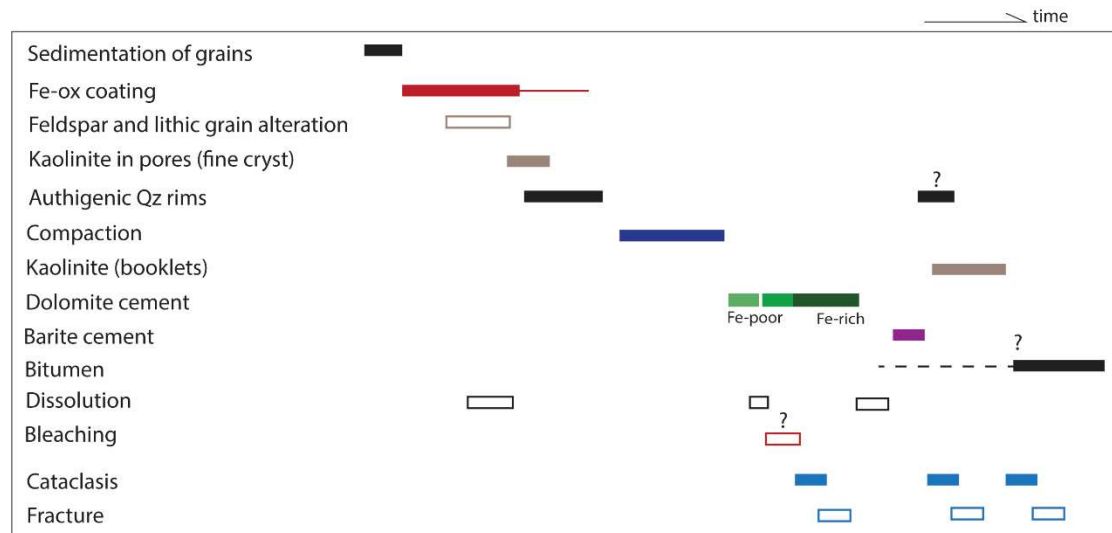 time
Sedimentation of grains
Fe-ox coating
Feldspar and lithic grain alteration
Kaolinite in pores (fine cryst)
Authigenic Qz rims
?
Compaction
Kaolinite (booklets)
Dolomite cement
Fe-poor
Fe-rich
Barite cement
?
Bitumen
Dissolution
Bleaching
?
Cataclasis
Fracture